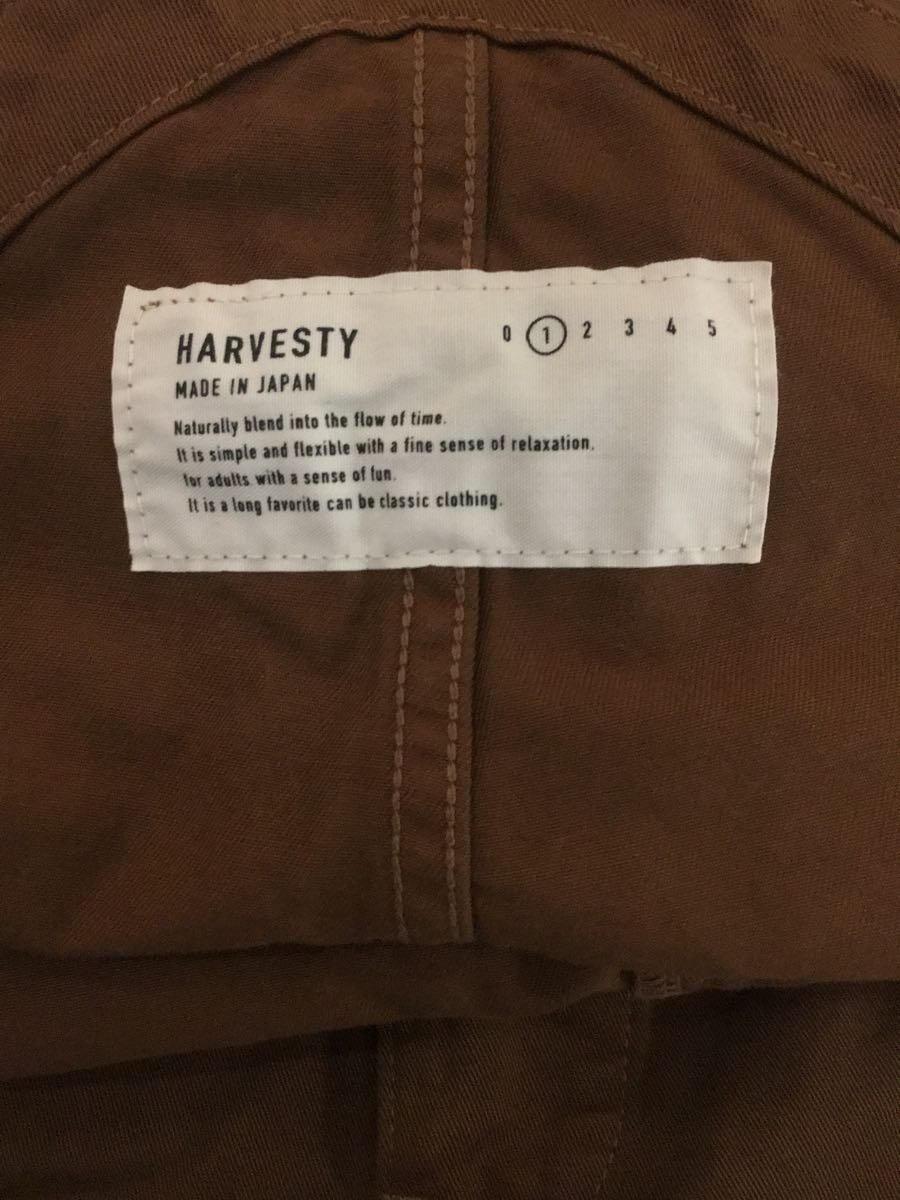 HARVESTY
0 1 2 3 4 5
MADE IN JAPAN
Naturally blend into the flow of time.
It is simple and flexible with a fine sense of relaxation.
for adults with a sense of fun.
It is a long favorite can be classic clothing.